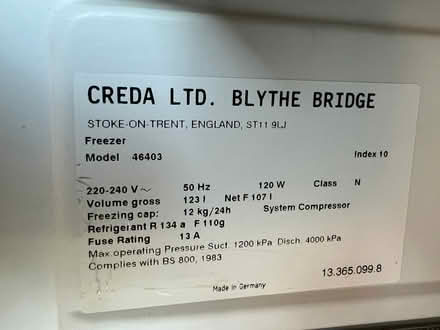 CREDA LTD. BLYTHE BRIDGE
STOKE-ON-TRENT, ENGLAND, ST11 9LJ
Freezer
Model 46403 Index 10
220-240 V ~ 50 Hz 120 W Class N
Volume gross 123 l Net F 107 l
Freezing cap: 12 kg/24h System Compressor
Refrigerant R 134 a F 110g
Fuse Rating 13 A
Max.operating Pressure Suct. 1200 kPa Disch. 4000 kPa
Complies with BS 800, 1983
13.365.099.8
Made in Germany